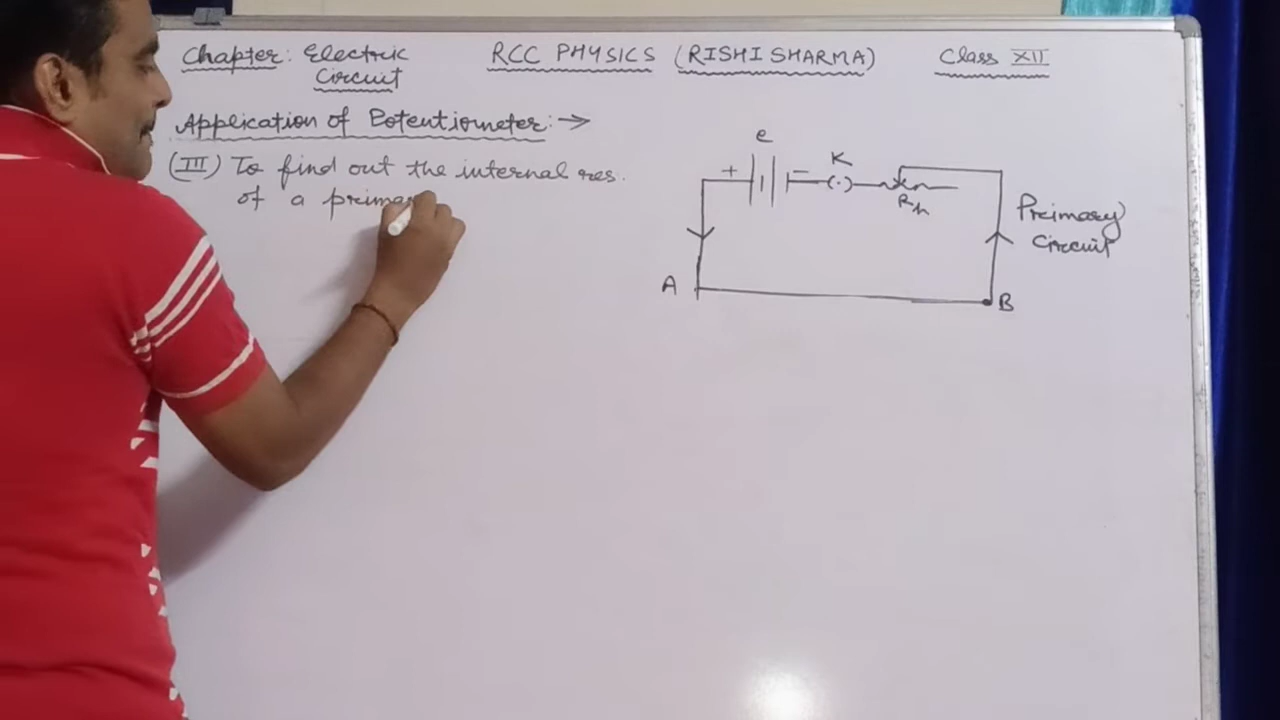 Chapter: Electric Circuit
RCC PHYSICS (RISHI SHARMA)
Class XII
Application of Potentiometer:→
(III) To find out the internal res.
of a prima
e
+ −
K
(·)
Rh
Primary
Circuit
A
B